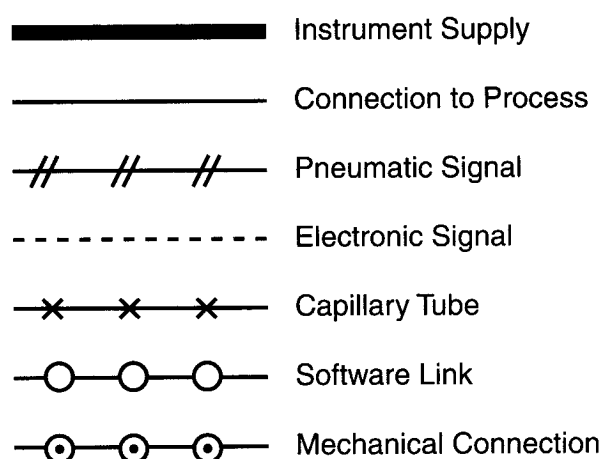 Instrument Supply
Connection to Process
Pneumatic Signal
Electronic Signal
Capillary Tube
Software Link
Mechanical Connection